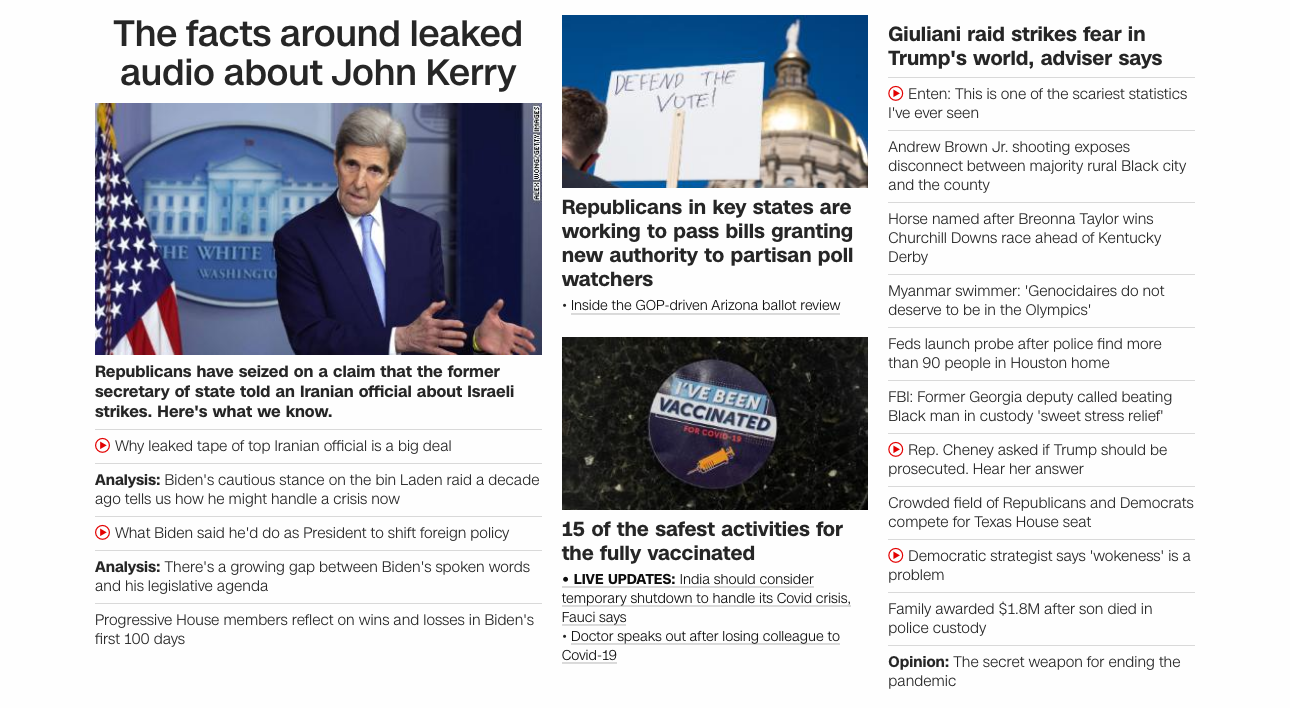 The facts around leaked
audio about John Kerry
ALEX WONG/GETTY IMAGES
THE WHITE
WASHINGTO
Republicans have seized on a claim that the former
secretary of state told an Iranian official about Israeli
strikes. Here's what we know.
Why leaked tape of top Iranian official is a big deal
Analysis: Biden's cautious stance on the bin Laden raid a decade
ago tells us how he might handle a crisis now
What Biden said he'd do as President to shift foreign policy
Analysis: There's a growing gap between Biden's spoken words
and his legislative agenda
Progressive House members reflect on wins and losses in Biden's
first 100 days
DEFEND THE
VOTE!
Republicans in key states are
working to pass bills granting
new authority to partisan poll
watchers
• Inside the GOP-driven Arizona ballot review
I'VE BEEN
VACCINATED
FOR COVID-19
15 of the safest activities for
the fully vaccinated
• LIVE UPDATES: India should consider
temporary shutdown to handle its Covid crisis,
Fauci says
• Doctor speaks out after losing colleague to
Covid-19
Giuliani raid strikes fear in
Trump's world, adviser says
Enten: This is one of the scariest statistics
I've ever seen
Andrew Brown Jr. shooting exposes
disconnect between majority rural Black city
and the county
Horse named after Breonna Taylor wins
Churchill Downs race ahead of Kentucky
Derby
Myanmar swimmer: 'Genocidaires do not
deserve to be in the Olympics'
Feds launch probe after police find more
than 90 people in Houston home
FBI: Former Georgia deputy called beating
Black man in custody 'sweet stress relief'
Rep. Cheney asked if Trump should be
prosecuted. Hear her answer
Crowded field of Republicans and Democrats
compete for Texas House seat
Democratic strategist says 'wokeness' is a
problem
Family awarded $1.8M after son died in
police custody
Opinion: The secret weapon for ending the
pandemic